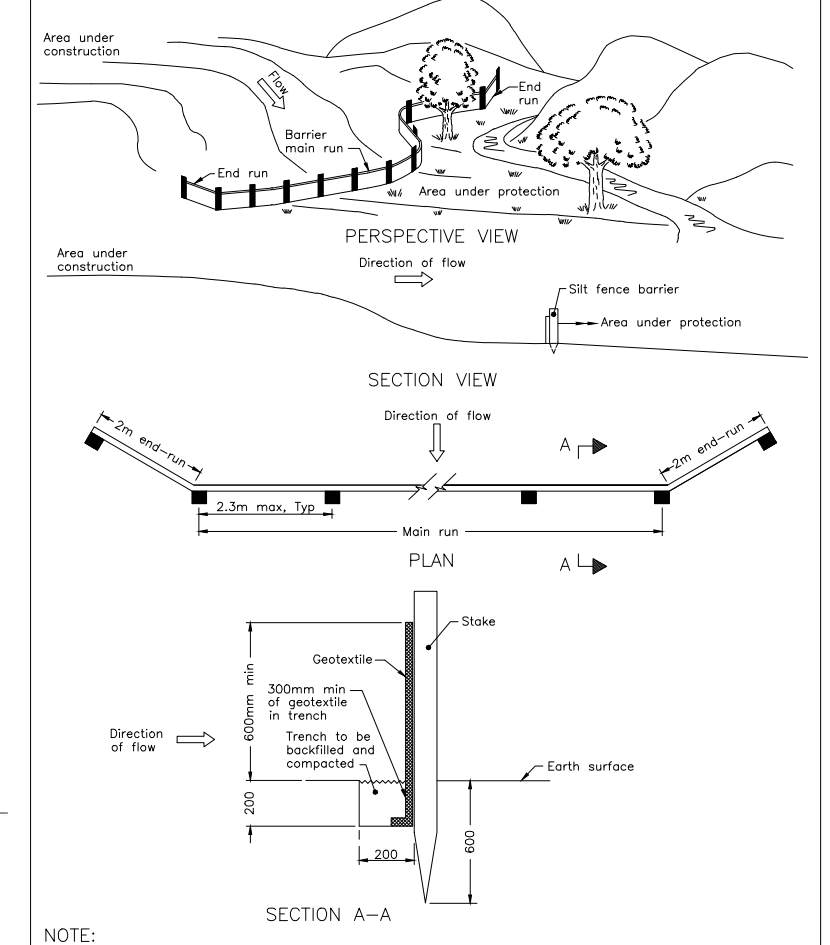 Area under
construction
Flow
End
run
Barrier
main run
End run
Area under protection
PERSPECTIVE VIEW
Area under
construction
Direction of flow
Silt fence barrier
Area under protection
SECTION VIEW
Direction of flow
2m end-run
A
2m end-run
2.3m max, Typ
Main run
PLAN
A
Stake
Geotextile
600mm min
300mm min
of geotextile
in trench
Direction
of flow
Trench to be
backfilled and
compacted
Earth surface
200
200
600
SECTION A-A
NOTE: